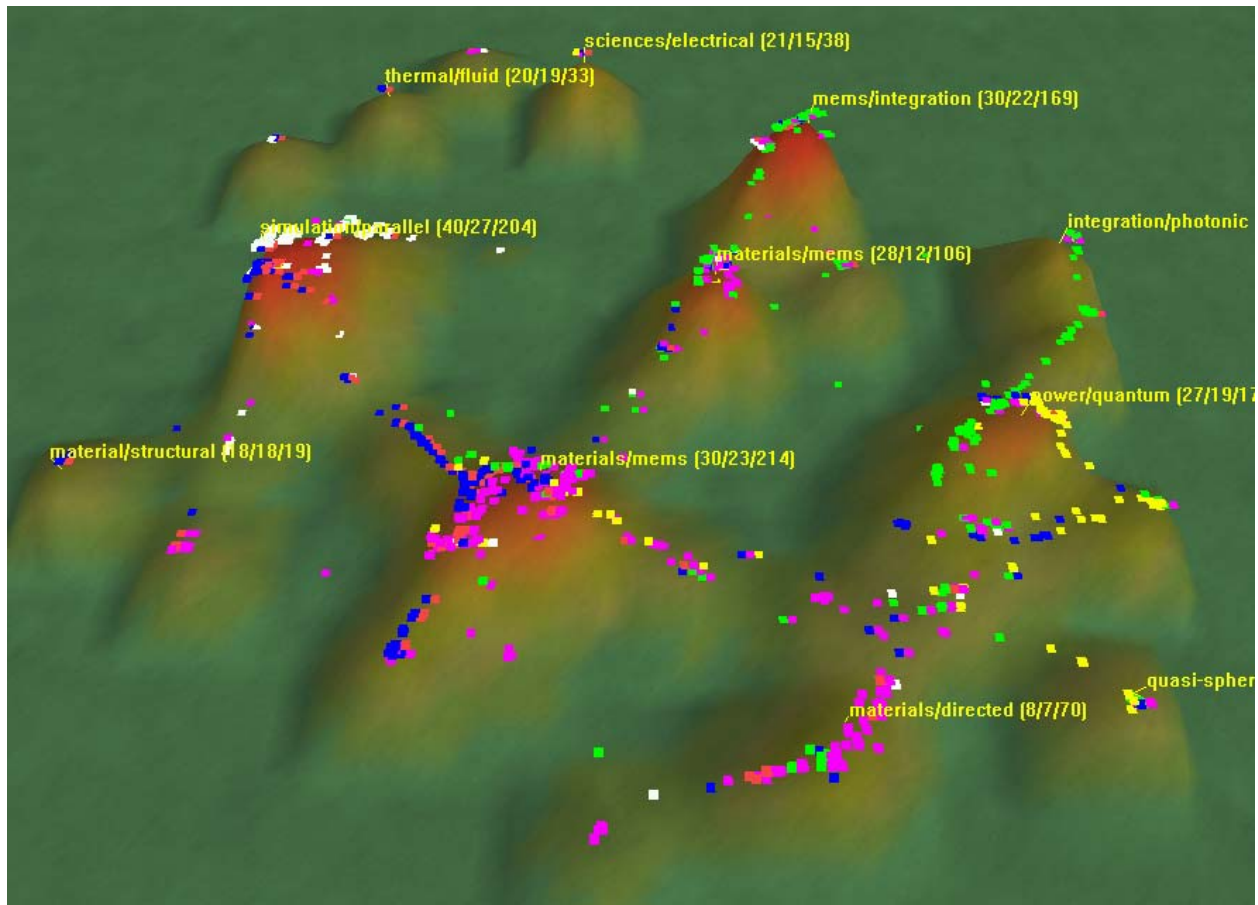 sciences/electrical (21/15/38)
thermal/fluid (20/19/33)
mems/integration (30/22/169)
simulation/parallel (40/27/204)
integration/photonic
materials/mems (28/12/106)
power/quantum (27/19/17
material/structural (18/18/19)
materials/mems (30/23/214)
quasi-spher
materials/directed (8/7/70)